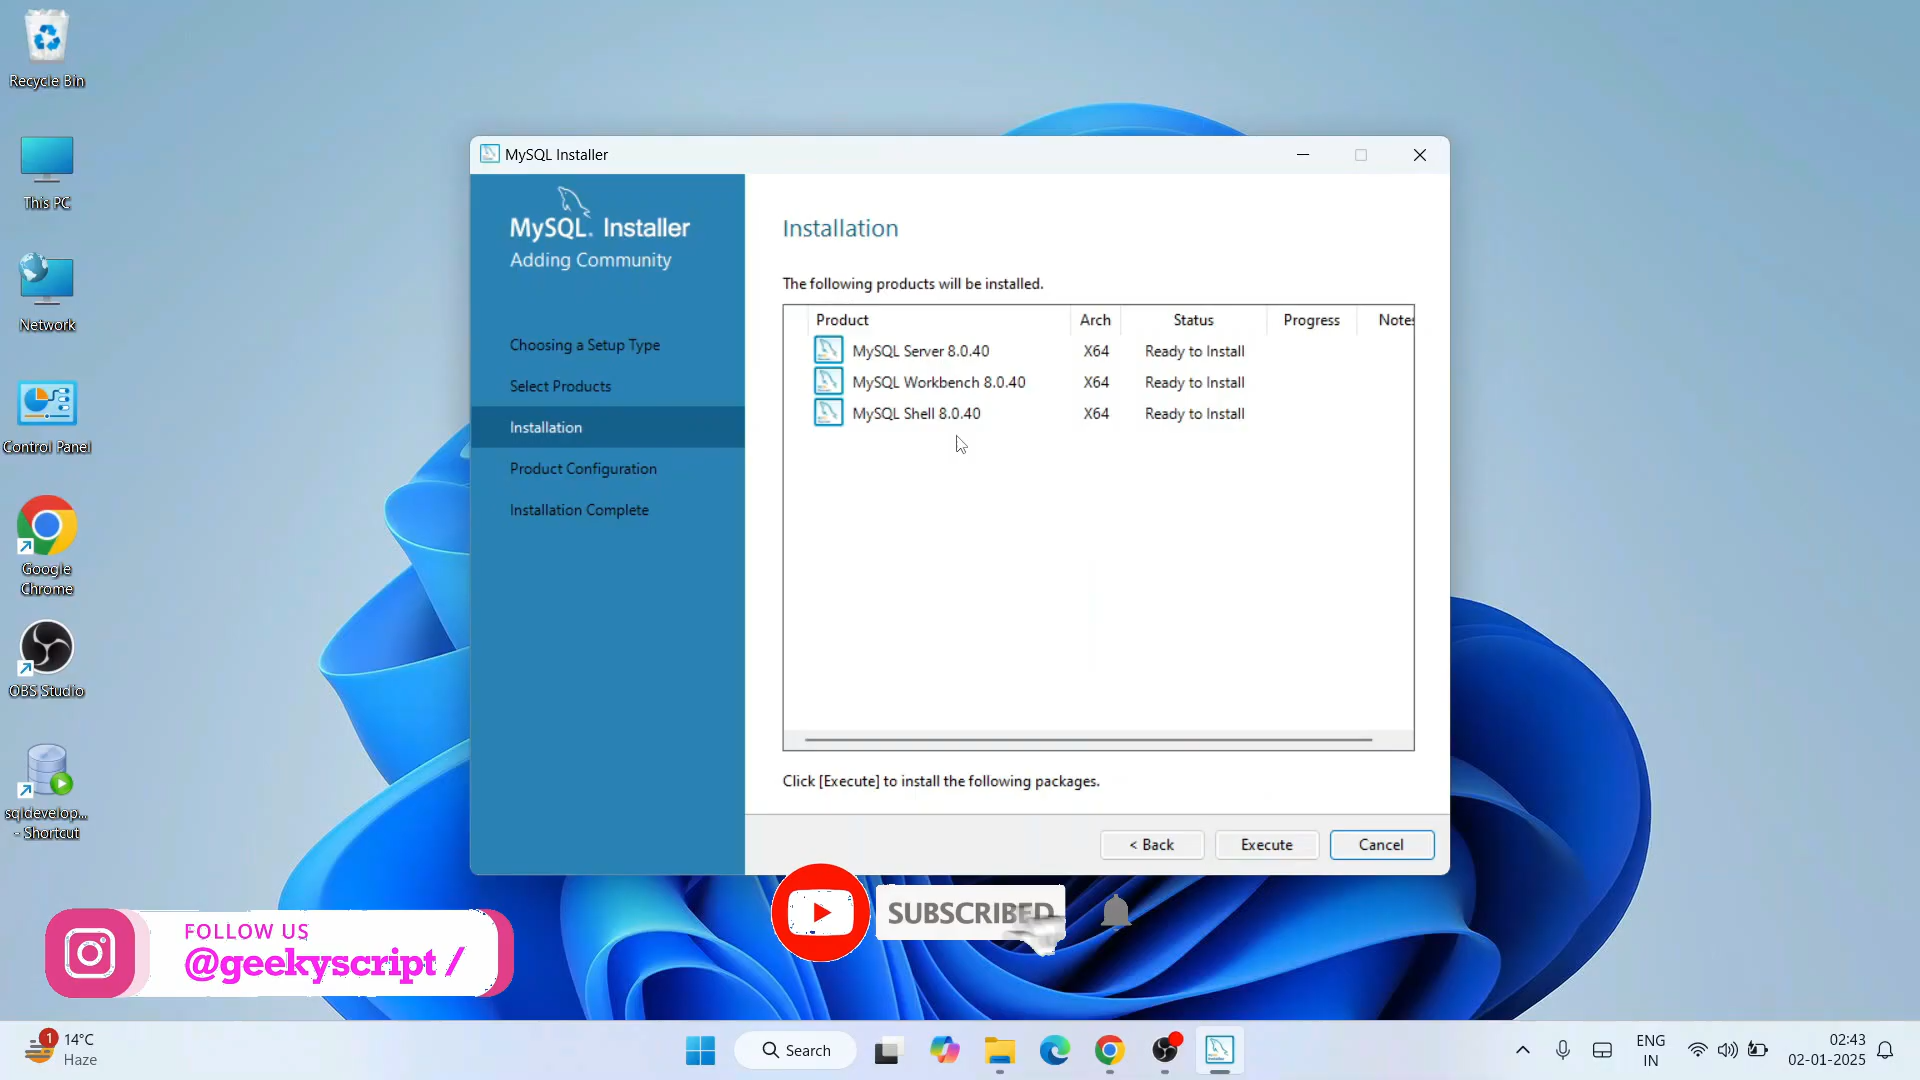 Recycle Bin
This PC
Network
Control Panel
Google
Chrome
OBS Studio
sqldevelop...
- Shortcut
MySQL Installer
MySQL. Installer
Adding Community
Choosing a Setup Type
Select Products
Installation
Product Configuration
Installation Complete
Installation
The following products will be installed.
Product Arch Status Progress Notes
MySQL Server 8.0.40 X64 Ready to Install
MySQL Workbench 8.0.40 X64 Ready to Install
MySQL Shell 8.0.40 X64 Ready to Install
Click [Execute] to install the following packages.
< Back Execute Cancel
SUBSCRIBED
FOLLOW US
@geekyscript /
1
14°C
Haze
Search
ENG
IN
02:43
02-01-2025